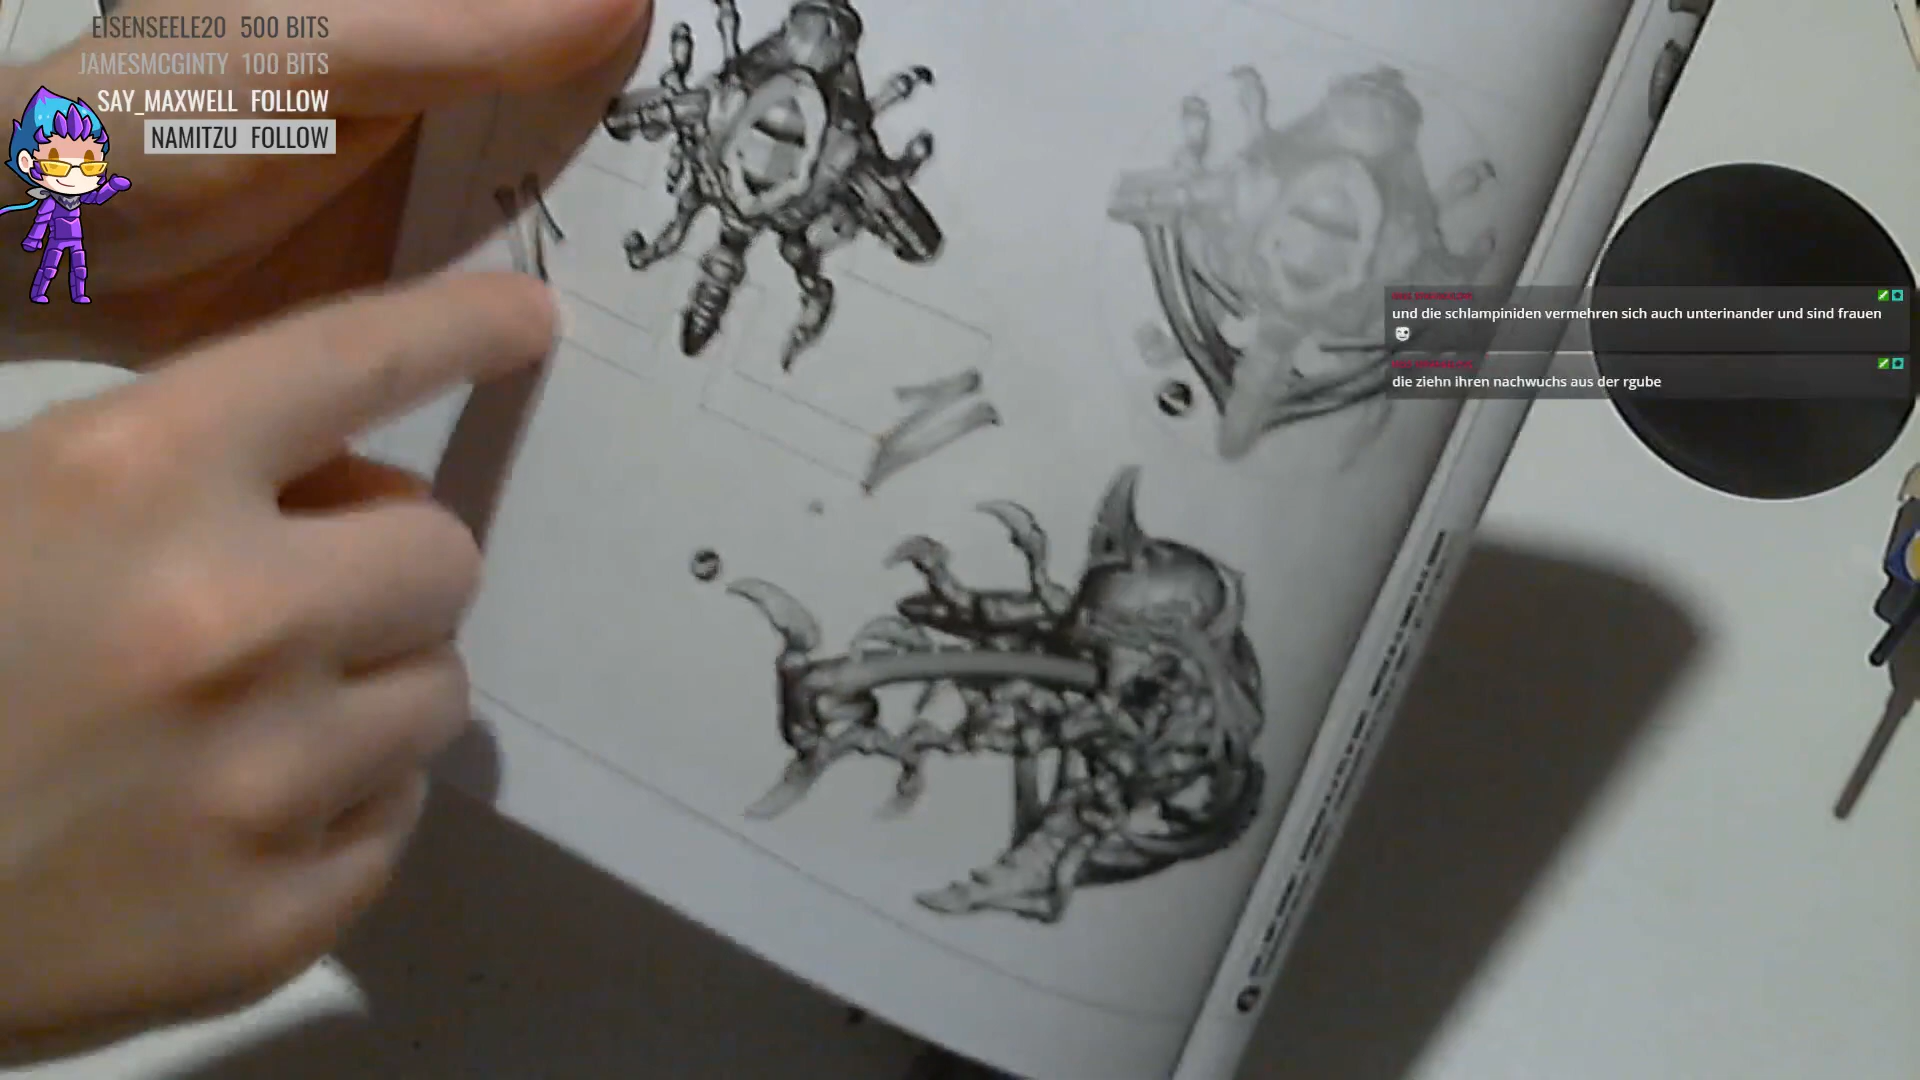 EISENSEELE20 500 BITS
JAMESMCGINTY 100 BITS
SAY_MAXWELL FOLLOW
NAMITZU FOLLOW
und die schlampiniden vermehren sich auch unterinander und sind frauen
die ziehn ihren nachwuchs aus der rgube